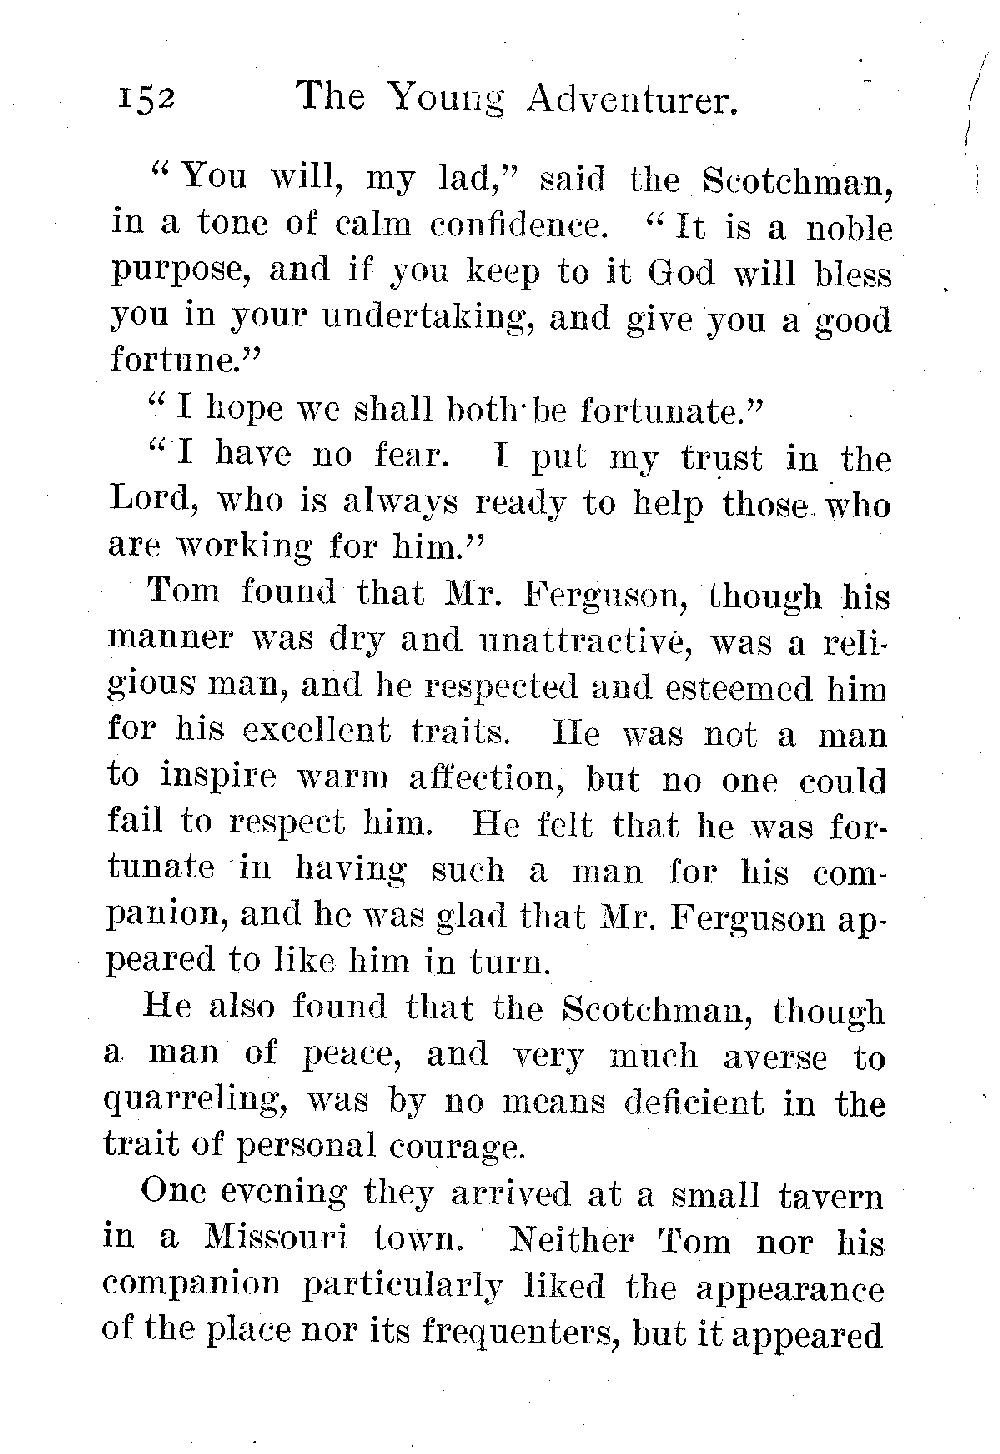 152 The Young Adventurer.
“ You will, my lad,” said the Scotchman,
in a tone of calm confidence. “ It is a noble
purpose, and if you keep to it God will bless
you in your undertaking, and give you a good
fortune.”
“ I hope we shall both be fortunate.”
“ I have no fear. I put my trust in the
Lord, who is always ready to help those who
are working for him.”
Tom found that Mr. Ferguson, though his
manner was dry and unattractive, was a reli-
gious man, and he respected and esteemed him
for his excellent traits. He was not a man
to inspire warm affection, but no one could
fail to respect him. He felt that he was for-
tunate in having such a man for his com-
panion, and he was glad that Mr. Ferguson ap-
peared to like him in turn.
He also found that the Scotchman, though
a man of peace, and very much averse to
quarreling, was by no means deficient in the
trait of personal courage.
One evening they arrived at a small tavern
in a Missouri town. Neither Tom nor his
companion particularly liked the appearance
of the place nor its frequenters, but it appeared